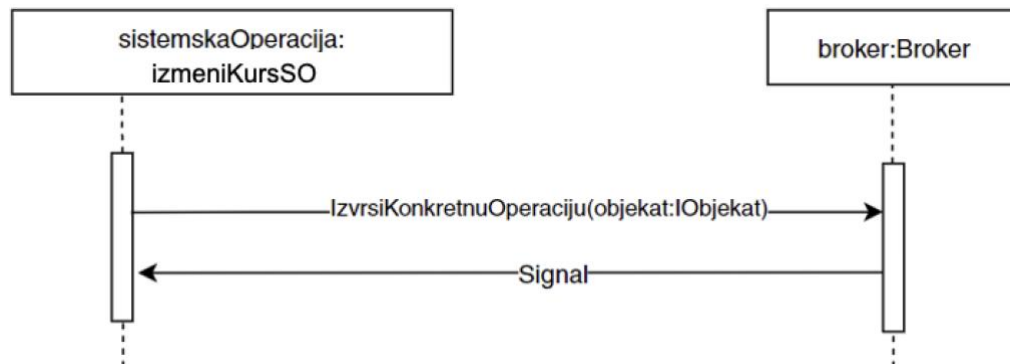 sistemskaOperacija:
izmeniKursSO
broker:Broker
IzvrsiKonkretnuOperaciju(objekat:IObjekat)
Signal